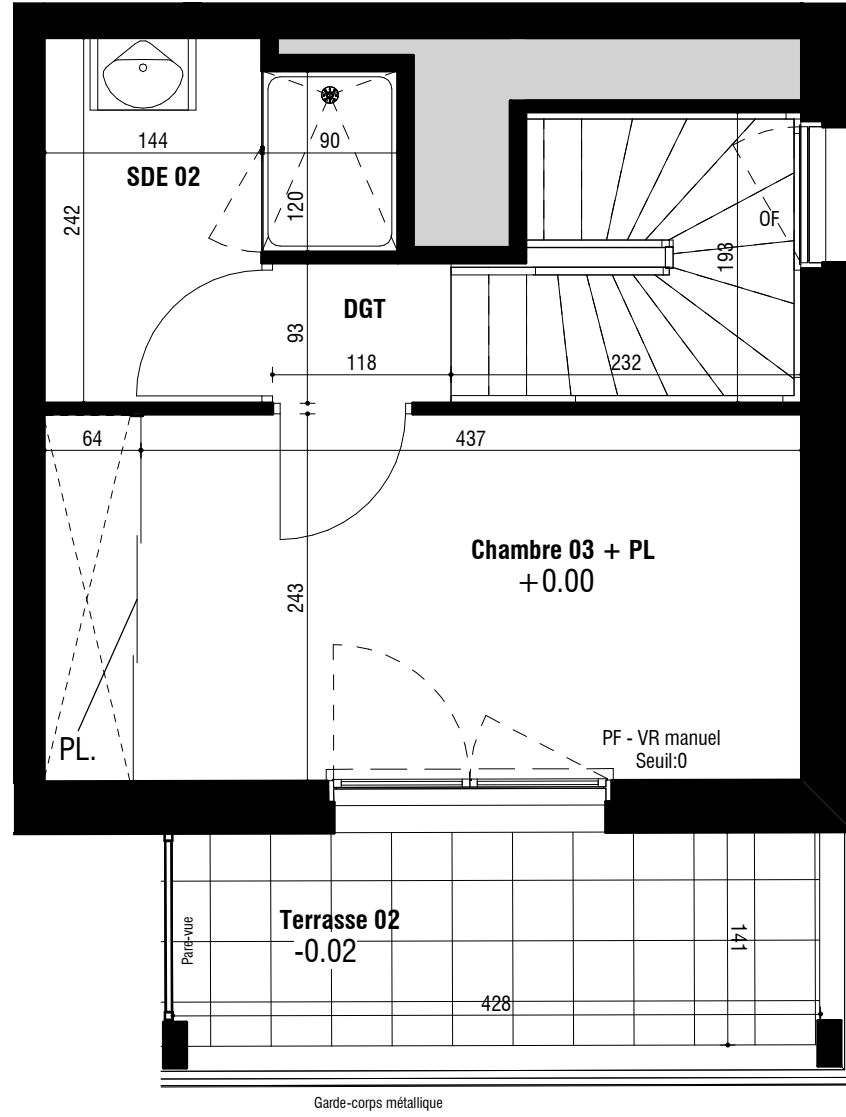 144
90
SDE 02
242
120
OF
193
DGT
93
118
232
64
437
Chambre 03 + PL
+0.00
243
PL.
PF - VR manuel
Seuil:0
Terrasse 02
-0.02
Pare-vue
141
428
Garde-corps métallique